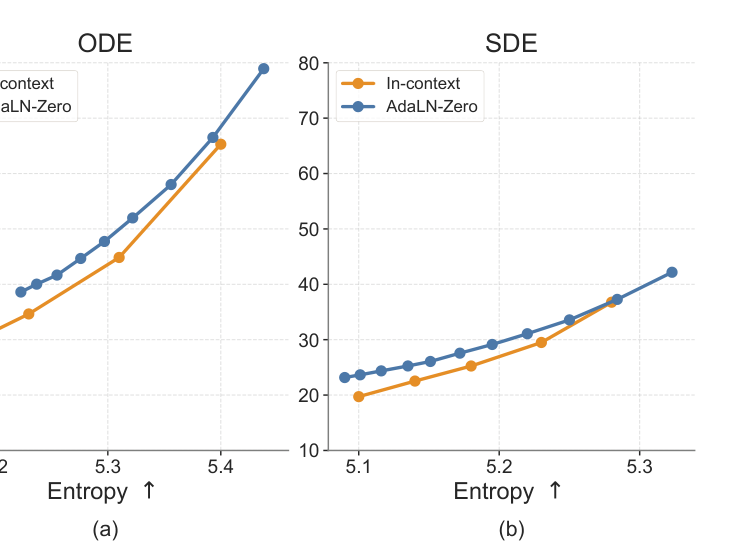 ODE
context
aLN-Zero
5.3
5.4
Entropy ↑
(a)
SDE
In-context
AdaLN-Zero
80
70
60
50
40
30
20
10
5.1
5.2
5.3
Entropy ↑
(b)